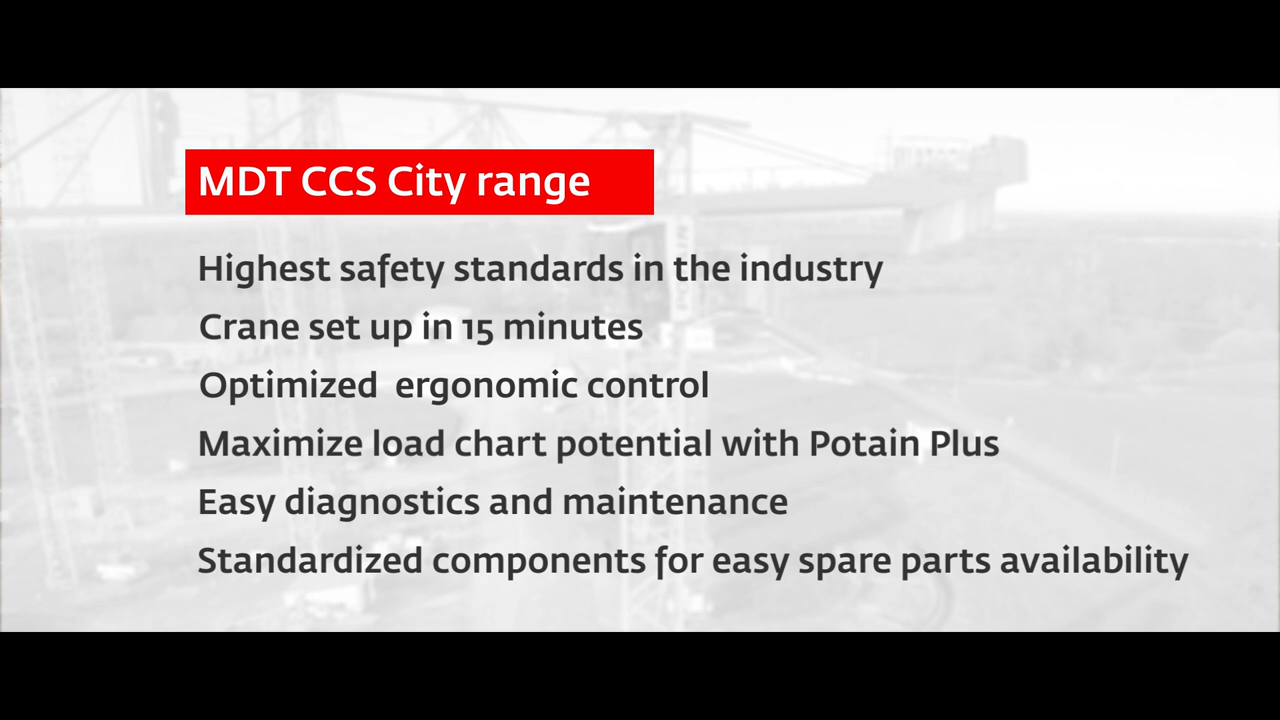 MDT CCS City range
Highest safety standards in the industry
Crane set up in 15 minutes
Optimized  ergonomic control
Maximize load chart potential with Potain Plus
Easy diagnostics and maintenance
Standardized components for easy spare parts availability